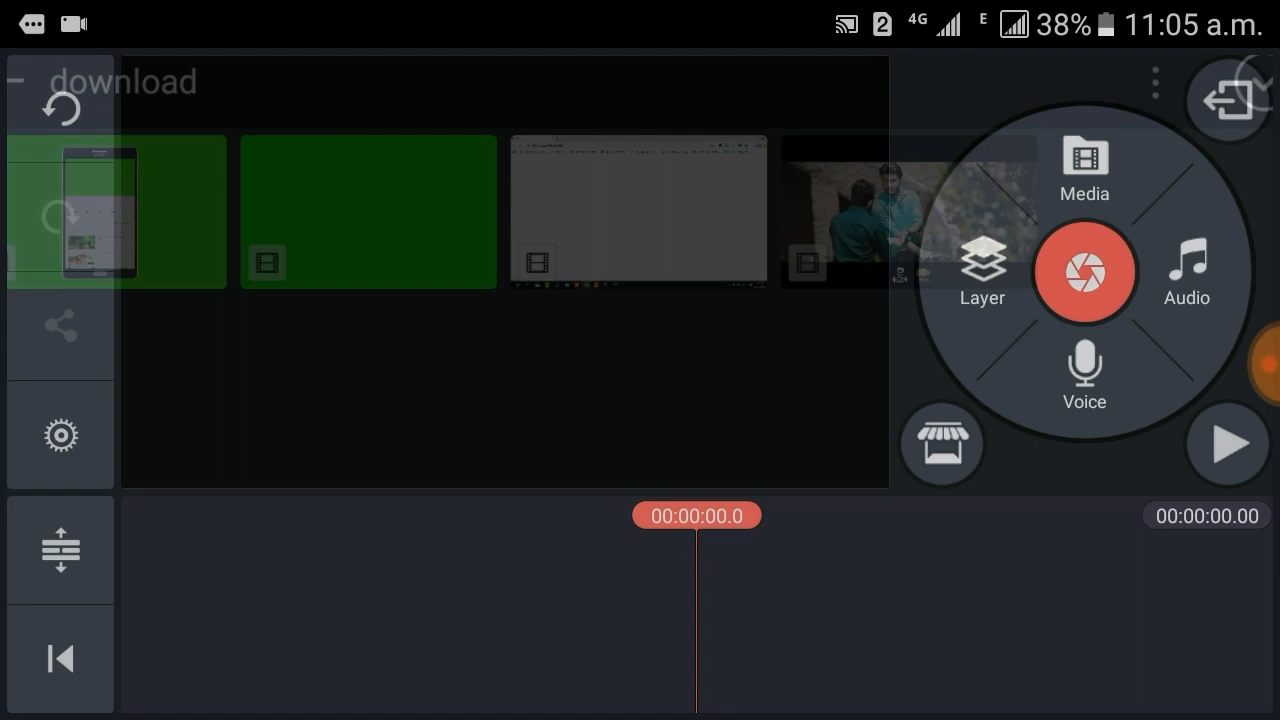 2 4G E 38% 11:05 a.m.
download
Media
Layer
Audio
Voice
00:00:00.0
00:00:00.00